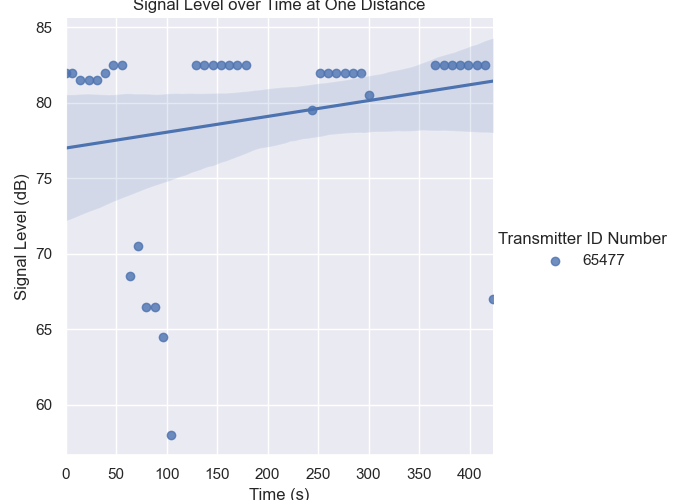 Signal Level over Time at One Distance
85
80
75
70
65
60
Signal Level (dB)
0 50 100 150 200 250 300 350 400
Time (s)
Transmitter ID Number
65477